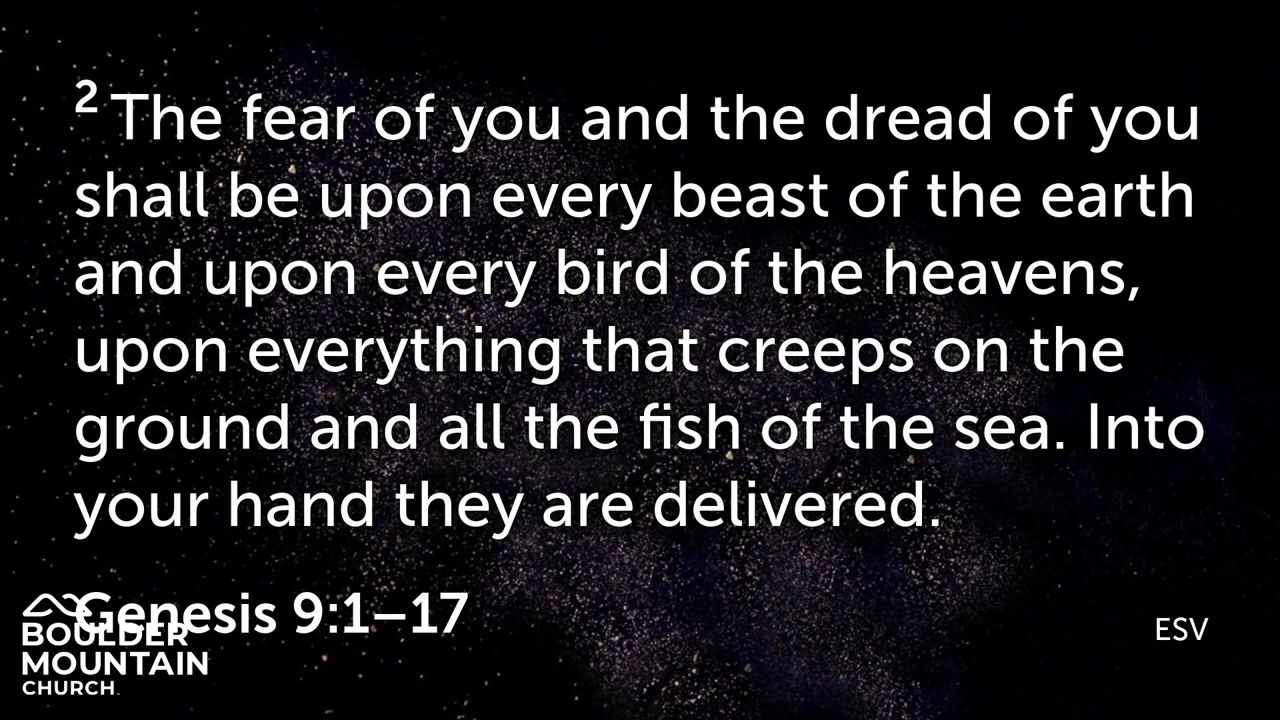 2 The fear of you and the dread of you
shall be upon every beast of the earth
and upon every bird of the heavens,
upon everything that creeps on the
ground and all the fish of the sea. Into
your hand they are delivered.
Genesis 9:1–17
ESV
BOULDER
MOUNTAIN
CHURCH